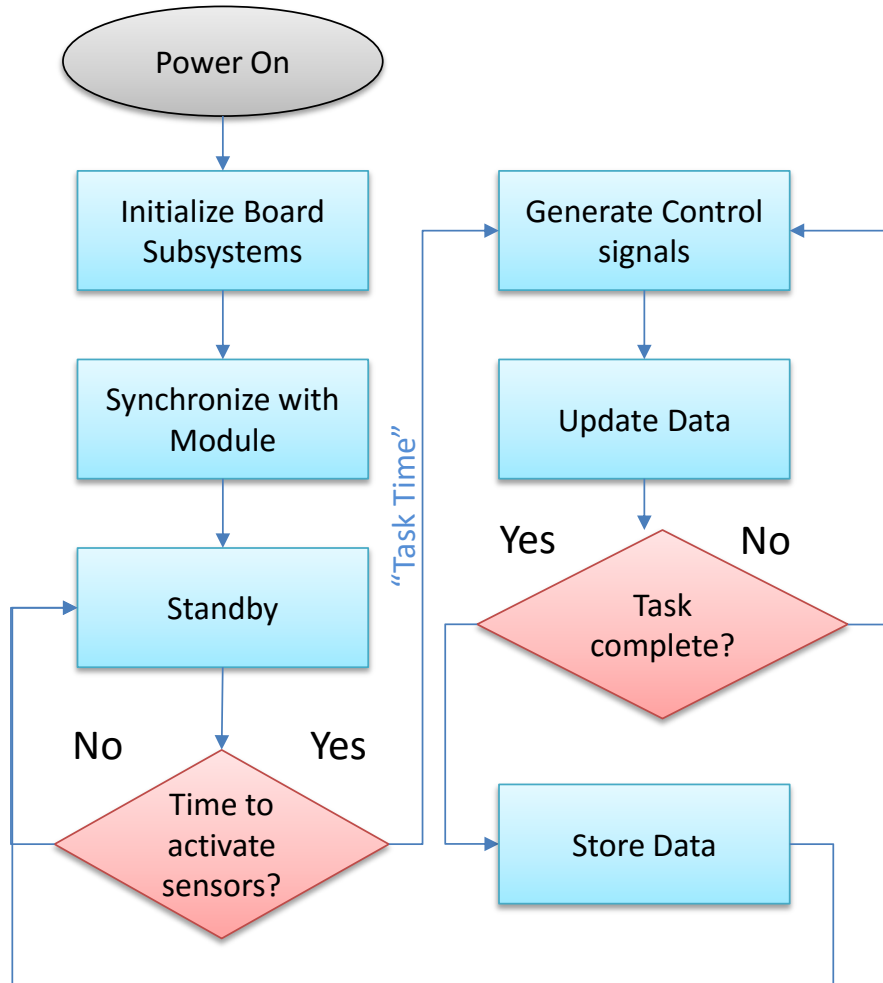 Power On
Initialize Board
Subsystems
Synchronize with
Module
Standby
No
Yes
Time to
activate
sensors?
“Task Time”
Generate Control
signals
Update Data
Yes
No
Task
complete?
Store Data